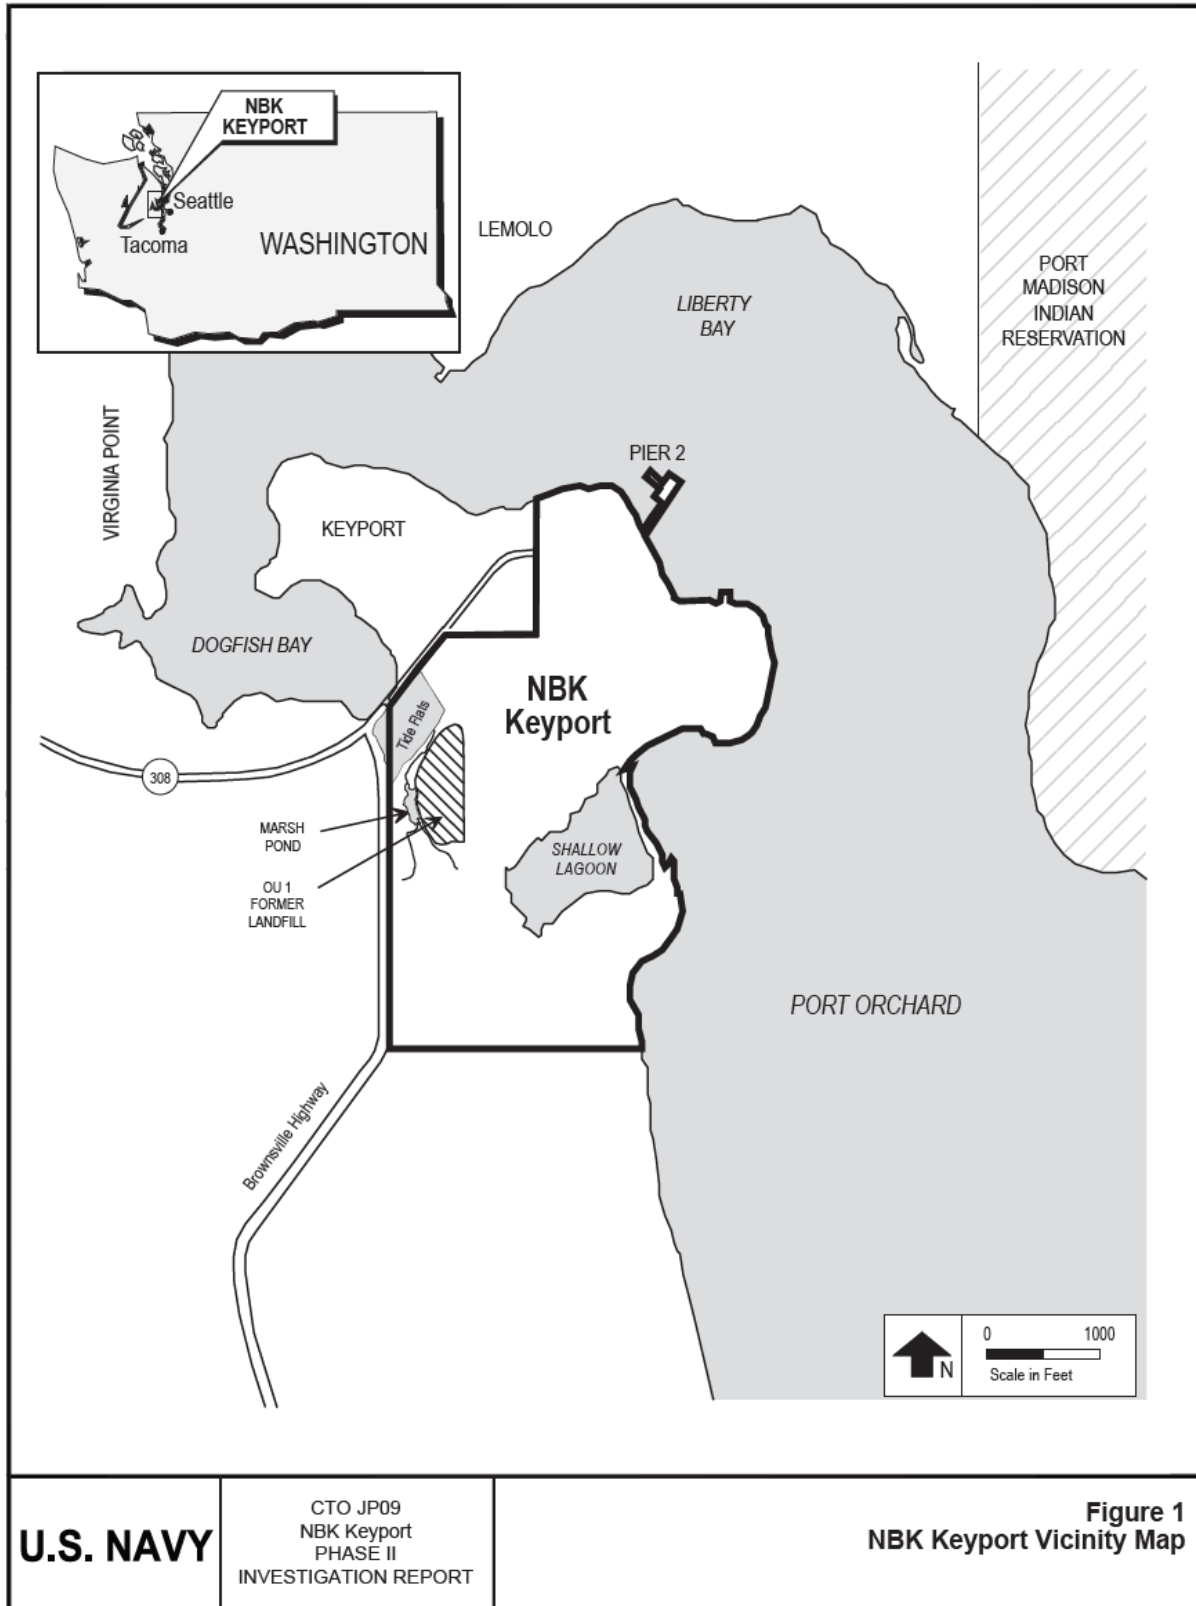 NBK
KEYPORT
Seattle
Tacoma
WASHINGTON
LEMOLO
LIBERTY
BAY
PORT
MADISON
INDIAN
RESERVATION
VIRGINIA POINT
PIER 2
KEYPORT
DOGFISH BAY
NBK
Keyport
Tide Flats
308
MARSH
POND
SHALLOW
LAGOON
OU 1
FORMER
LANDFILL
PORT ORCHARD
Brownsville Highway
N
0 1000
Scale in Feet
U.S. NAVY
CTO JP09
NBK Keyport
PHASE II
INVESTIGATION REPORT
Figure 1
NBK Keyport Vicinity Map